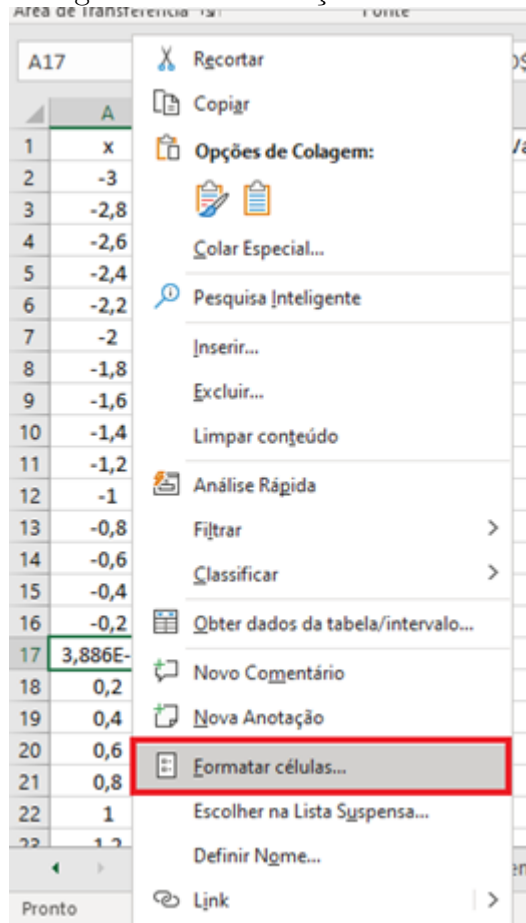 Área de Transferência
Fonte
A17
A
1 x
2 -3
3 -2,8
4 -2,6
5 -2,4
6 -2,2
7 -2
8 -1,8
9 -1,6
10 -1,4
11 -1,2
12 -1
13 -0,8
14 -0,6
15 -0,4
16 -0,2
17 3,886E-
18 0,2
19 0,4
20 0,6
21 0,8
22 1
23 1,2
Recortar
Copiar
Opções de Colagem:
Colar Especial...
Pesquisa Inteligente
Inserir...
Excluir...
Limpar conteúdo
Análise Rápida
Filtrar
Classificar
Obter dados da tabela/intervalo...
Novo Comentário
Nova Anotação
Formatar células...
Escolher na Lista Suspensa...
Definir Nome...
Link
Pronto